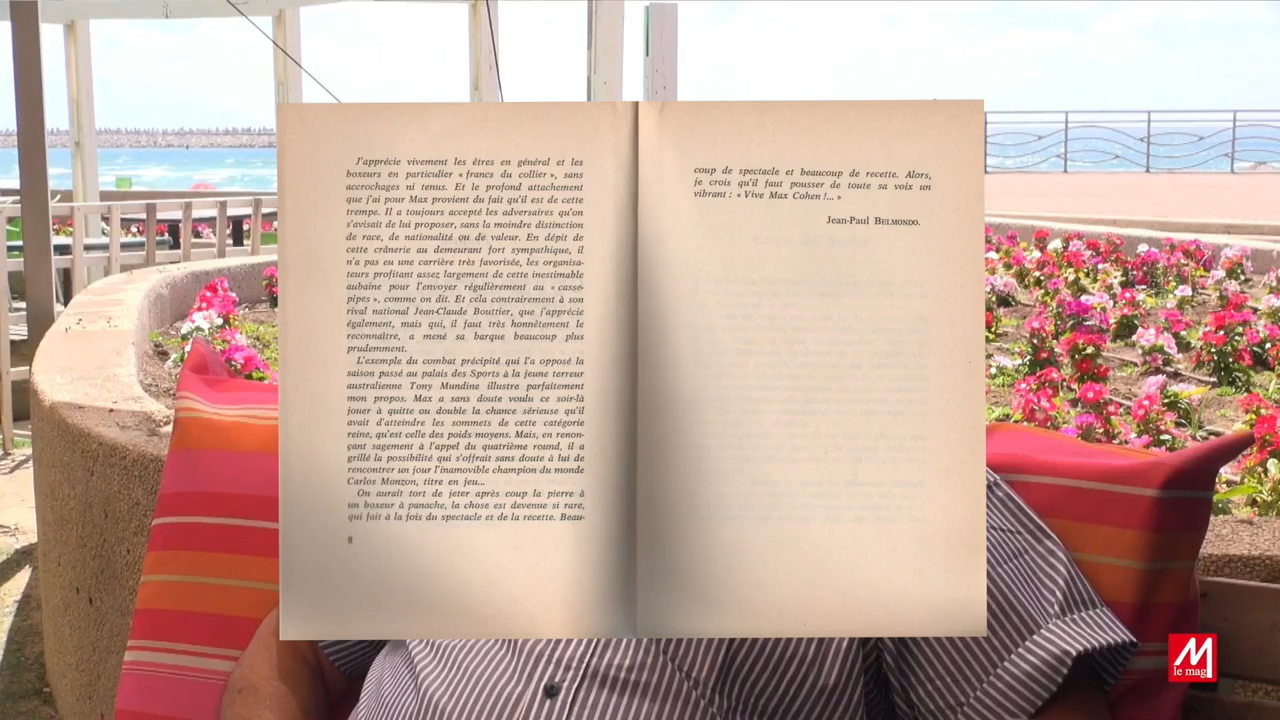 J'apprécie vivement les êtres en général et les
boxeurs en particulier « francs du collier », sans
accrochages ni tenus. Et le profond attachement
que j'ai pour Max provient du fait qu'il est de cette
trempe. Il a toujours accepté les adversaires qu'on
s'avisait de lui proposer, sans la moindre distinction
de race, de nationalité ou de valeur. En dépit de
cette crânerie au demeurant fort sympathique, il
n'a pas eu une carrière très favorisée, les organisa-
teurs profitant assez largement de cette inestimable
aubaine pour l'envoyer régulièrement au « casse-
pipes », comme on dit. Et cela contrairement à son
rival national Jean-Claude Bouttier, que j'apprécie
également, mais qui, il faut très honnêtement le
reconnaître, a mené sa barque beaucoup plus
prudemment.
L'exemple du combat précipité qui l'a opposé la
saison passé au palais des Sports à la jeune terreur
australienne Tony Mundine illustre parfaitement
mon propos. Max a sans doute voulu ce soir-là
jouer à quitte ou double la chance sérieuse qu'il
avait d'atteindre les sommets de cette catégorie
reine, qu'est celle des poids moyens. Mais, en renon-
çant sagement à l'appel du quatrième round, il a
grillé la possibilité qui s'offrait sans doute à lui de
rencontrer un jour l'inamovible champion du monde
Carlos Monzon, titre en jeu...
On aurait tort de jeter après coup la pierre à
un boxeur à panache, la chose est devenue si rare,
qui fait à la fois du spectacle et de la recette. Beau-
8
coup de spectacle et beaucoup de recette. Alors,
je crois qu'il faut pousser de toute sa voix un
vibrant : « Vive Max Cohen !... »
Jean-Paul BELMONDO.
M
le mag